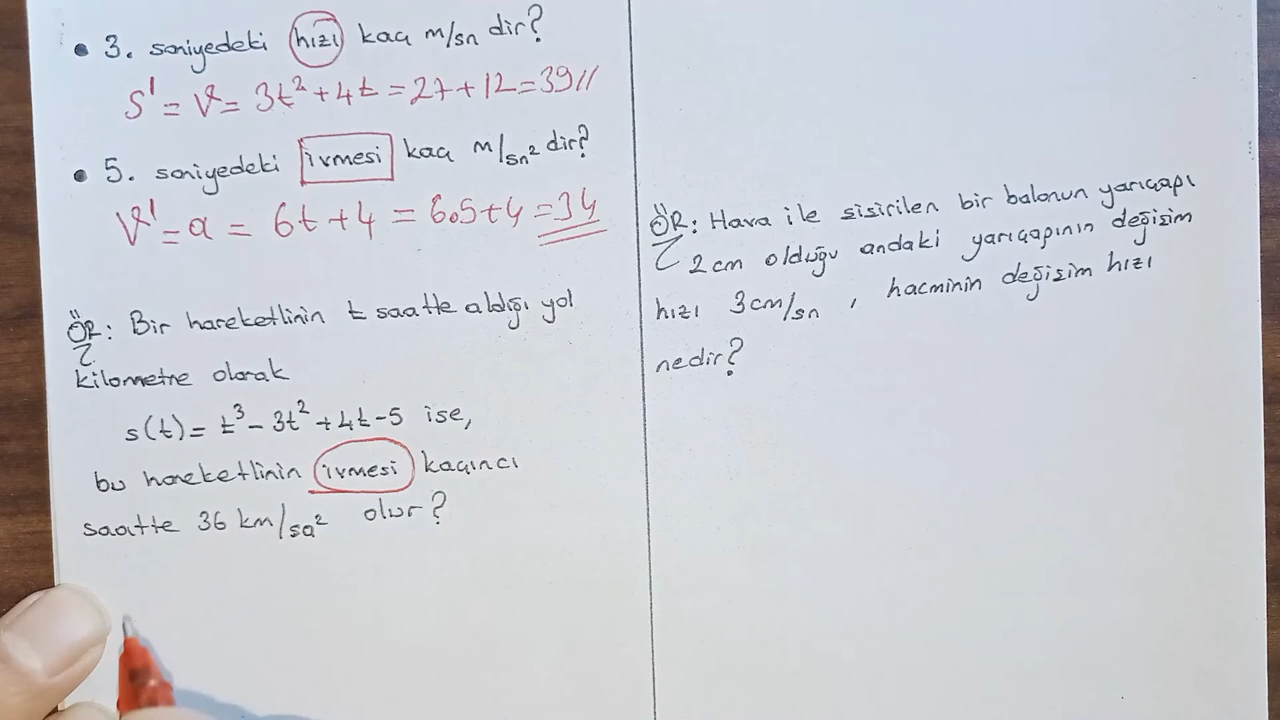 • 3. saniyedeki hızı kaç m/sn dir?
S' = V = 3t² + 4t = 27 + 12 = 39 //
• 5. saniyedeki ivmesi kaç m/sn² dir?
V' = a = 6t + 4 = 6.5 + 4 = 34
ÖR: Bir hareketlinin t saatte aldığı yol
kilometre olarak
s(t) = t³ - 3t² + 4t - 5 ise,
bu hareketlinin ivmesi kaçıncı
saatte 36 km/sa² olur?
ÖR: Hava ile şişirilen bir balonun yarıçapı
2 cm olduğu andaki yarıçapının değişim
hızı 3 cm/sn , hacminin değişim hızı
nedir?